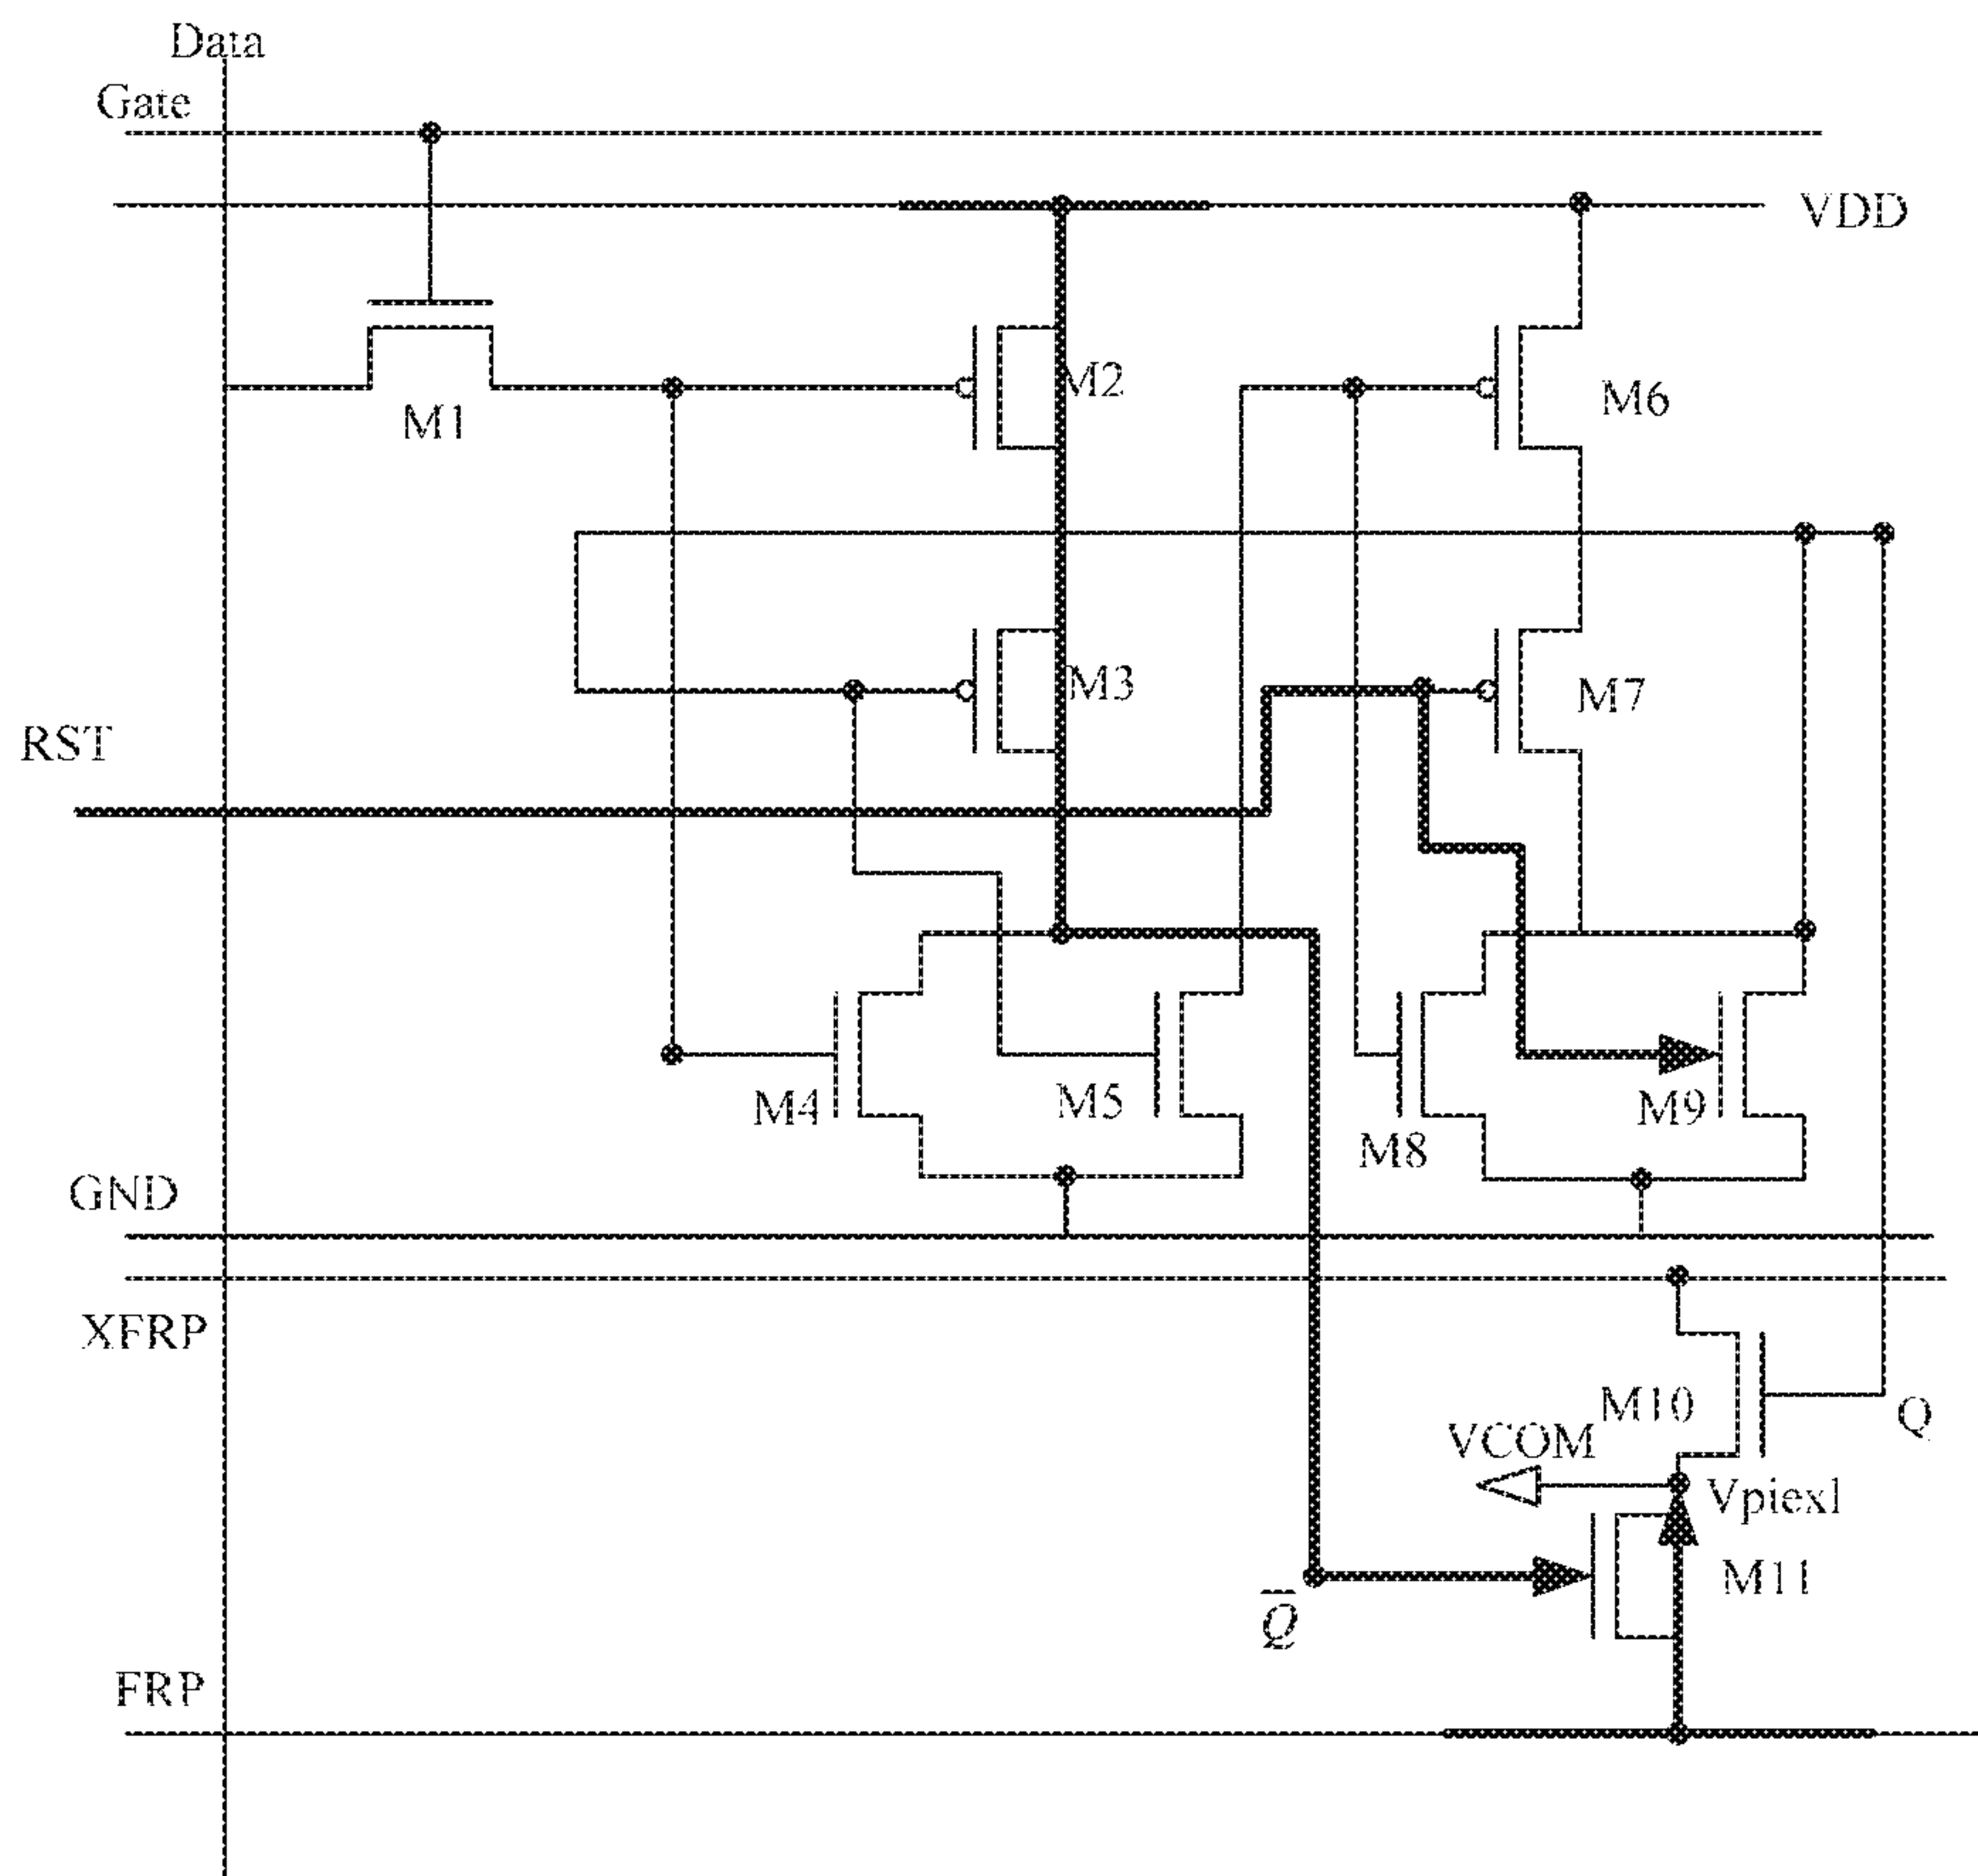 Data
Gate
VDD
M1
M2
M6
M3
M7
RST
M4
M5
M8
M9
GND
XFRP
M10
Q
VCOM
Vpiexl
M11
Q̅
FRP